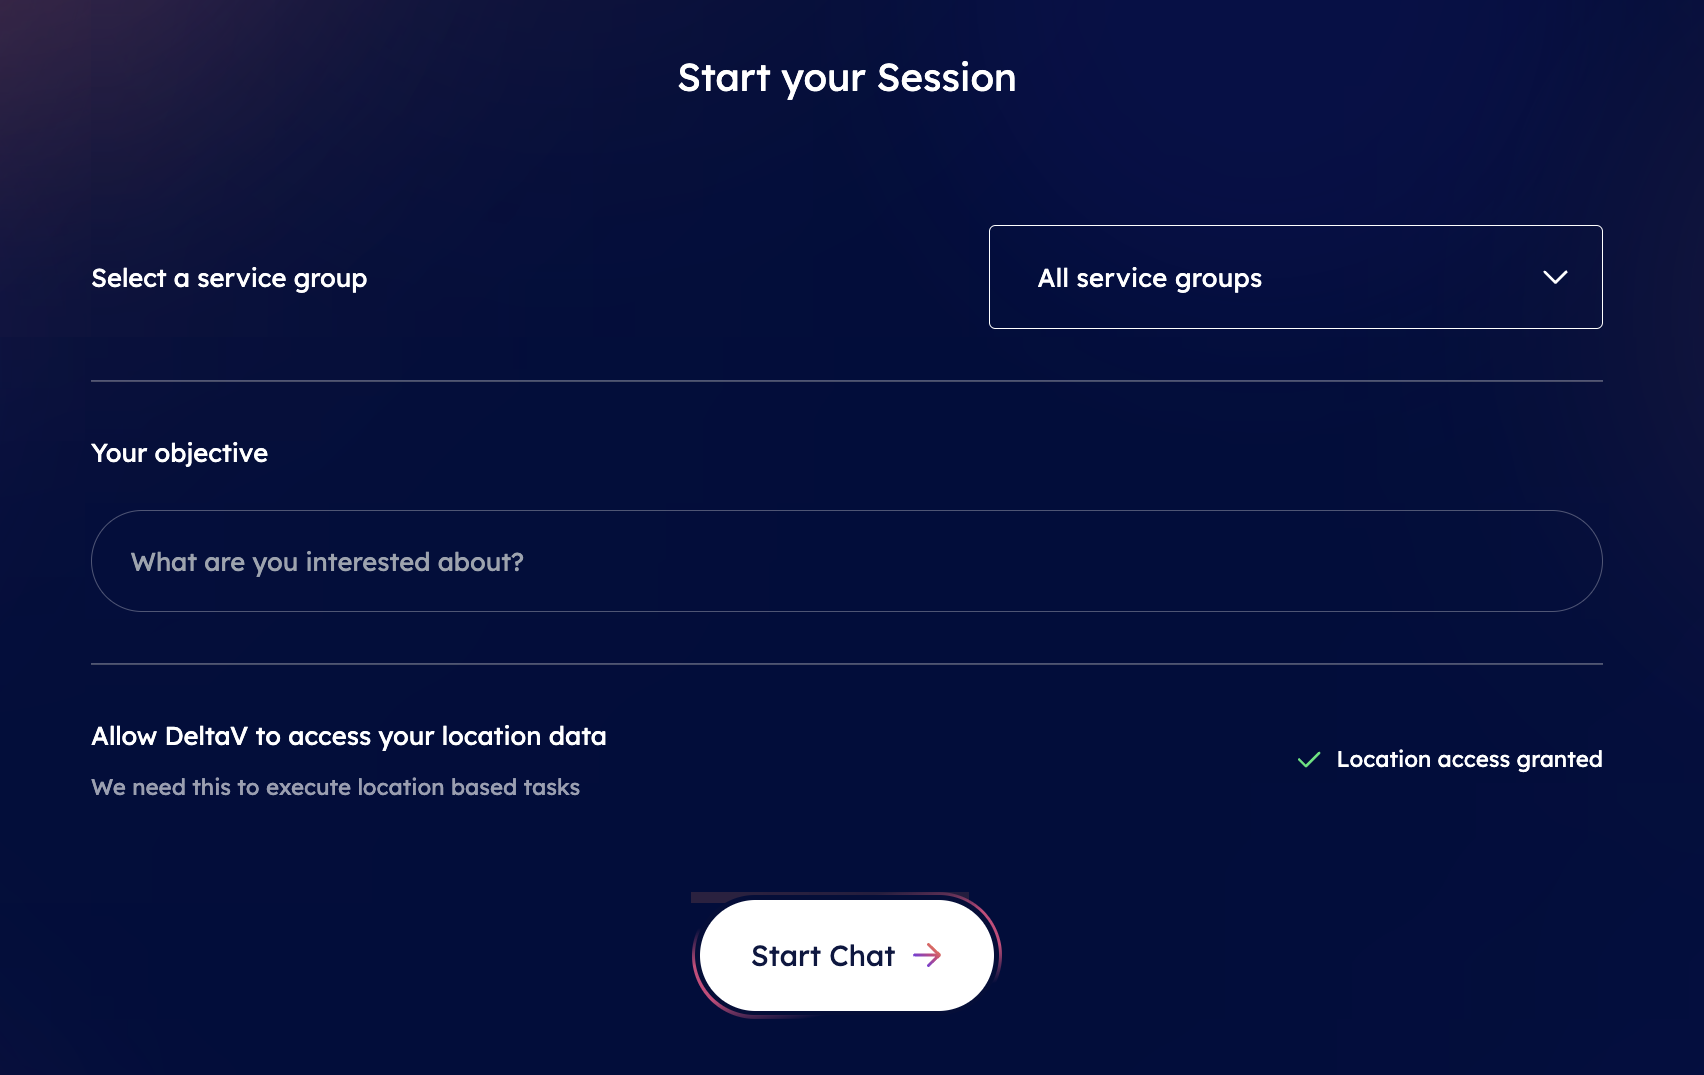 Start your Session
Select a service group
All service groups
Your objective
What are you interested about?
Allow DeltaV to access your location data
We need this to execute location based tasks
Location access granted
Start Chat